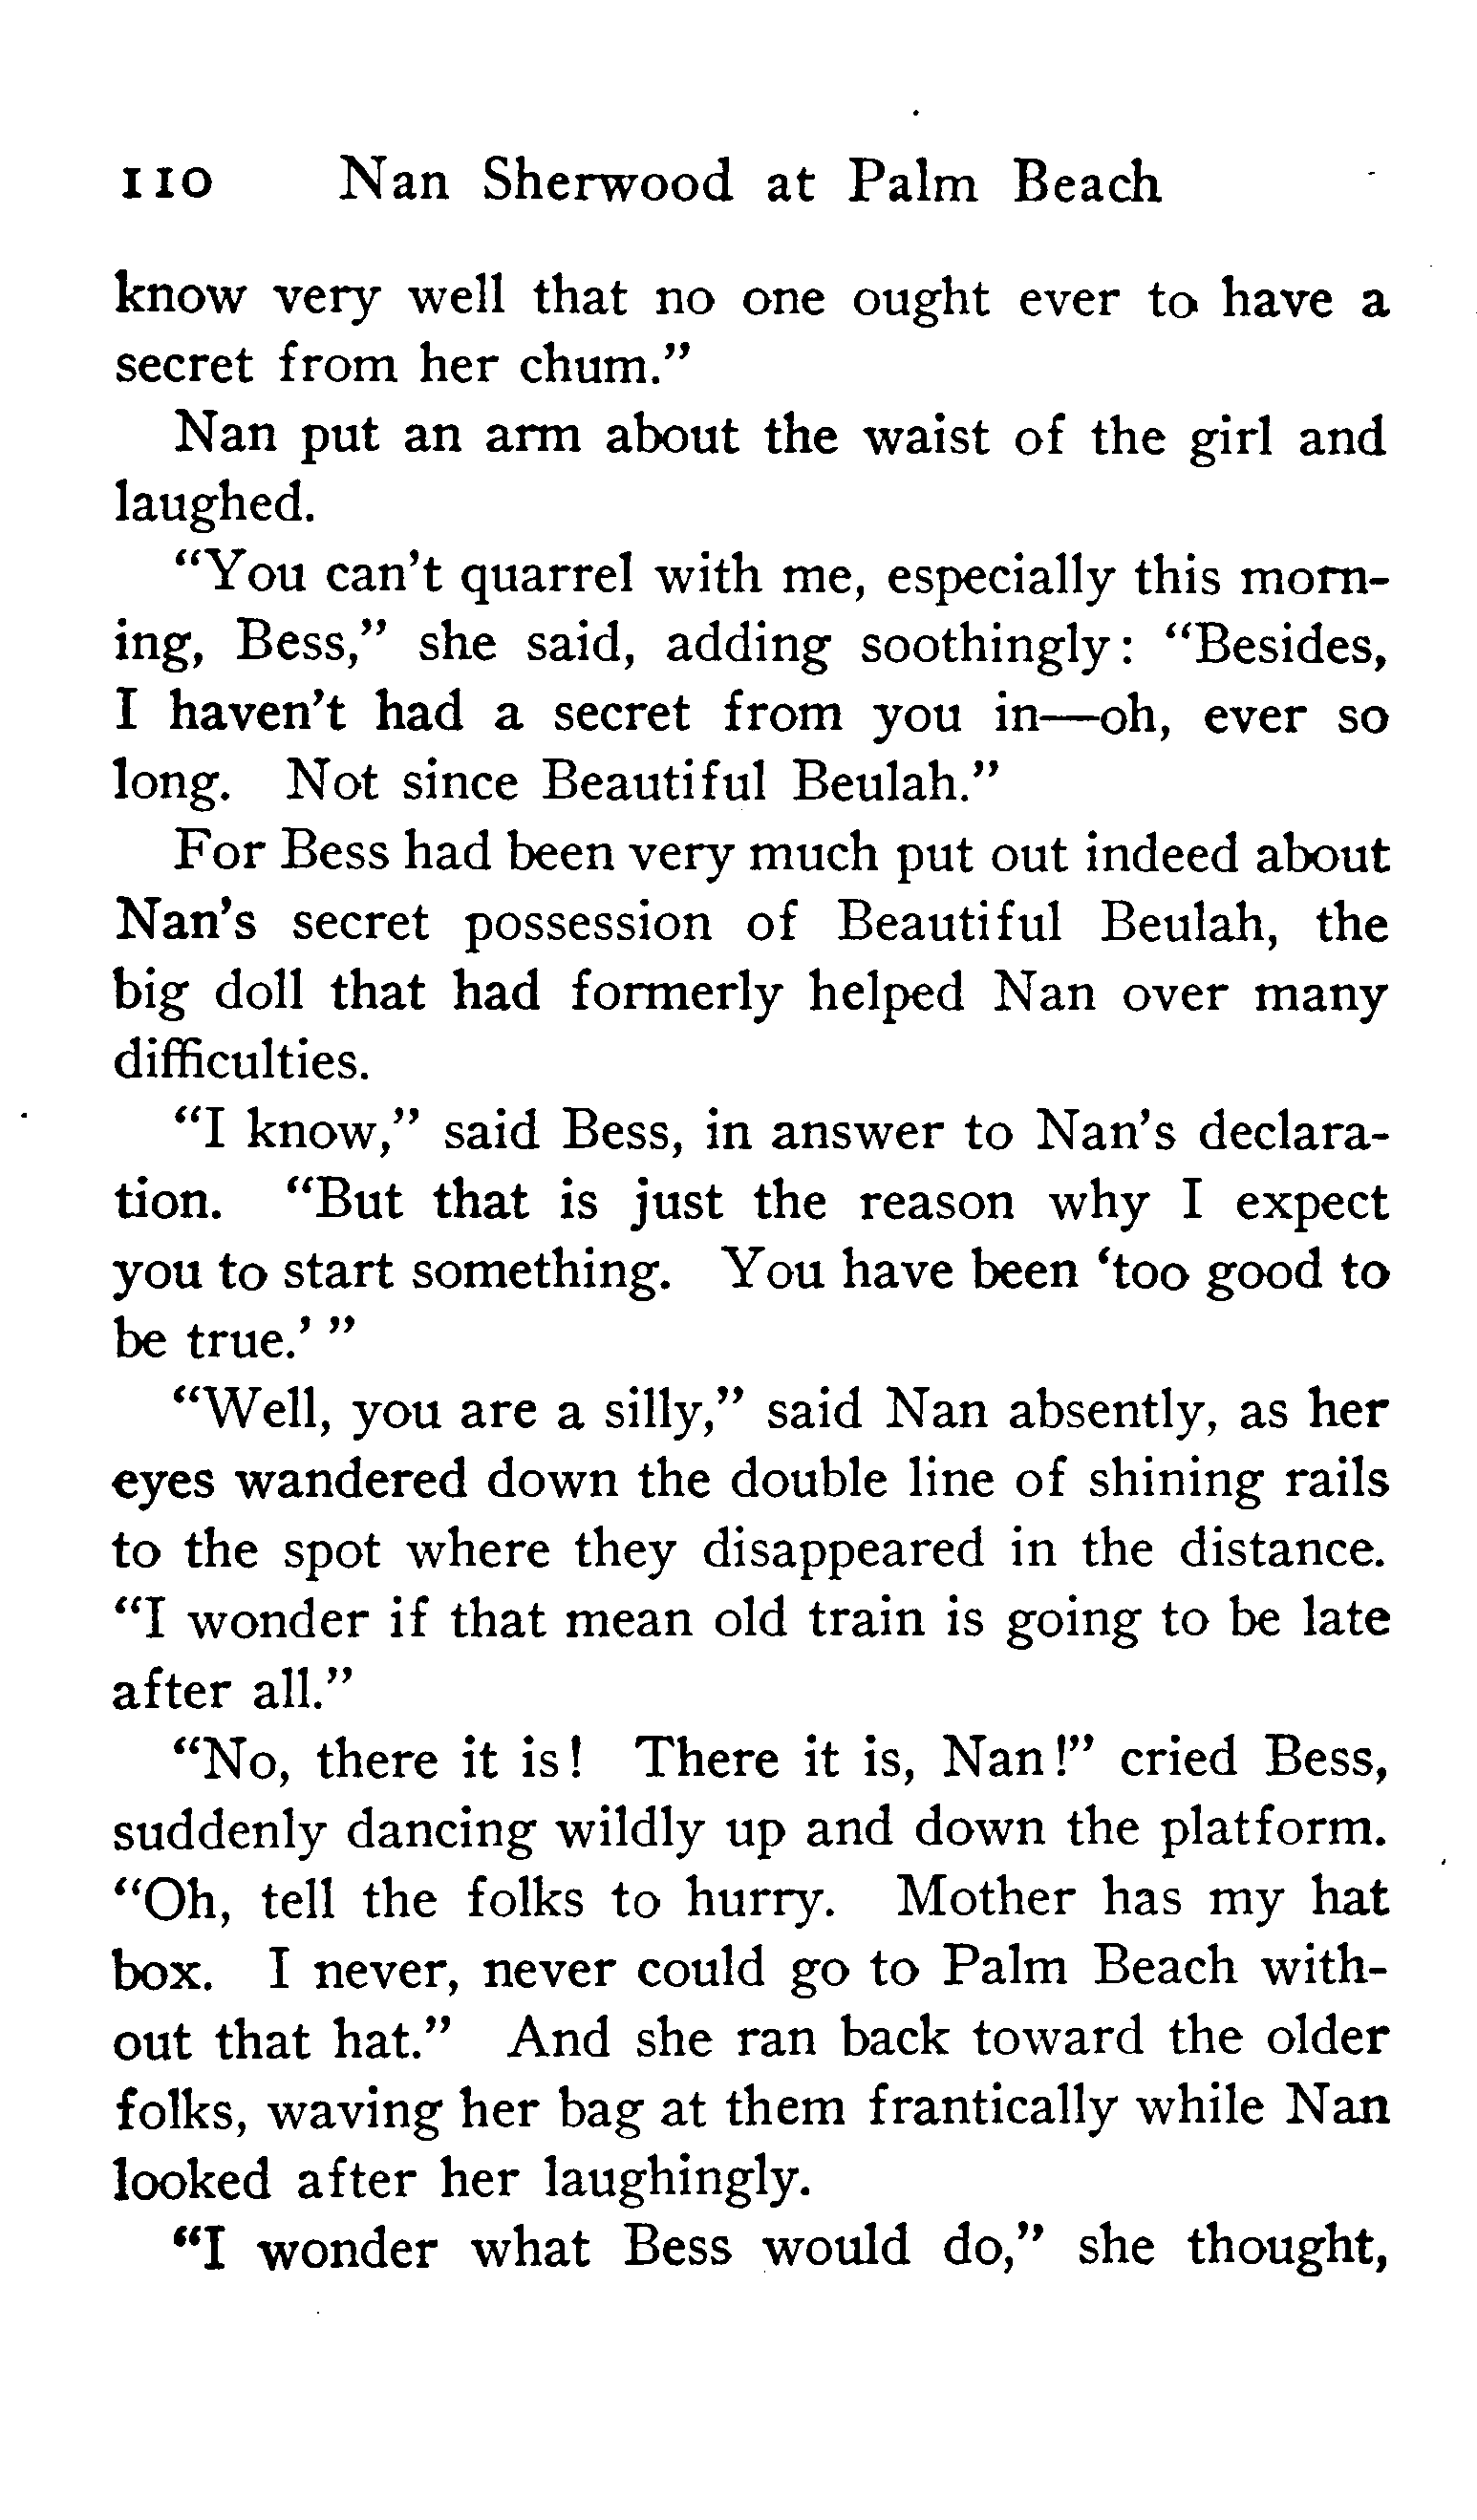 110 Nan Sherwood at Palm Beach
know very well that no one ought ever to have a
secret from her chum."
Nan put an arm about the waist of the girl and
laughed.
"You can't quarrel with me, especially this morn-
ing, Bess," she said, adding soothingly: "Besides,
I haven't had a secret from you in—oh, ever so
long. Not since Beautiful Beulah."
For Bess had been very much put out indeed about
Nan's secret possession of Beautiful Beulah, the
big doll that had formerly helped Nan over many
difficulties.
"I know," said Bess, in answer to Nan's declara-
tion. "But that is just the reason why I expect
you to start something. You have been 'too good to
be true.' "
"Well, you are a silly," said Nan absently, as her
eyes wandered down the double line of shining rails
to the spot where they disappeared in the distance.
"I wonder if that mean old train is going to be late
after all."
"No, there it is! There it is, Nan!" cried Bess,
suddenly dancing wildly up and down the platform.
"Oh, tell the folks to hurry. Mother has my hat
box. I never, never could go to Palm Beach with-
out that hat." And she ran back toward the older
folks, waving her bag at them frantically while Nan
looked after her laughingly.
"I wonder what Bess would do," she thought,